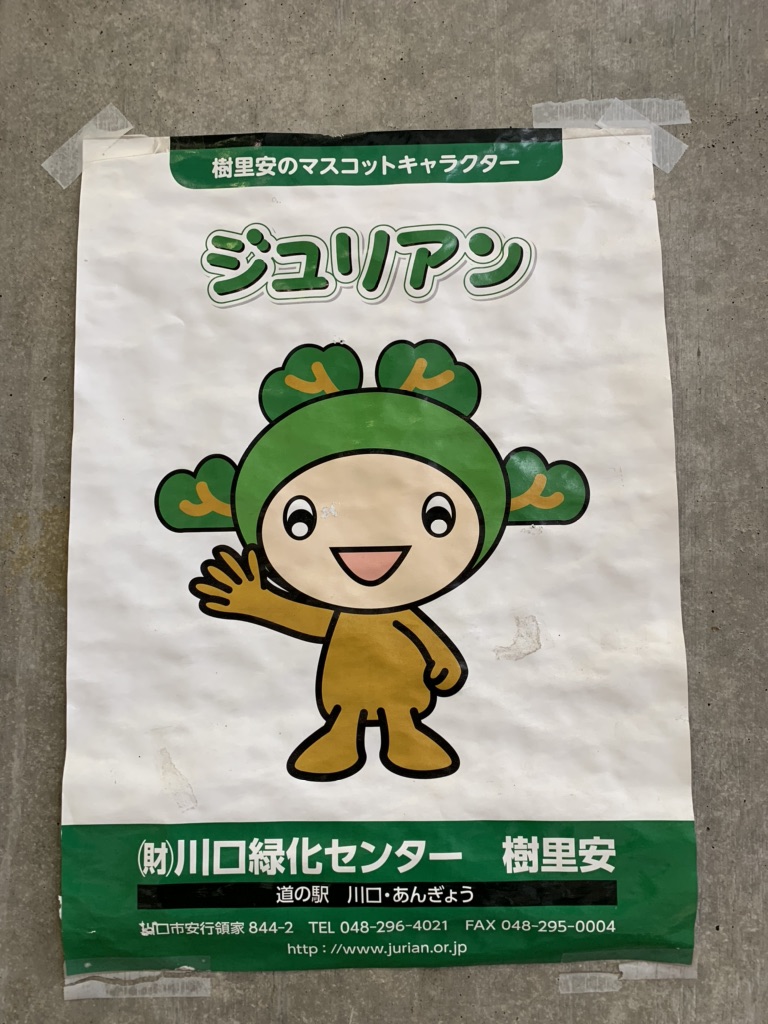 樹里安のマスコットキャラクター
ジュリアン
(財)川口緑化センター　樹里安
道の駅　川口・あんぎょう
川口市安行領家 844-2　TEL 048-296-4021　FAX 048-295-0004
http://www.jurian.or.jp